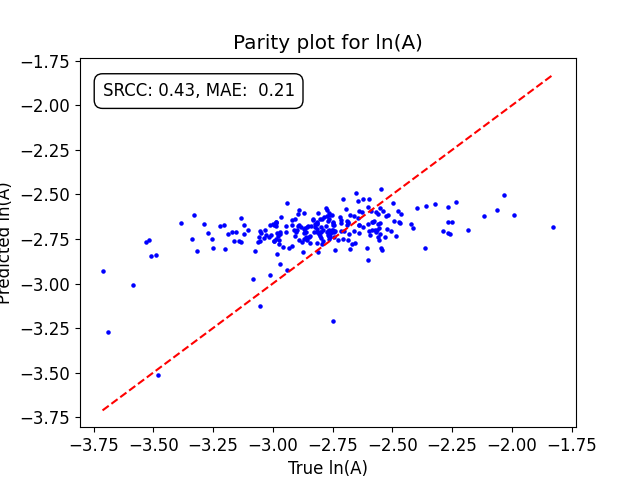 Parity plot for ln(A)
SRCC: 0.43, MAE:  0.21
Predicted ln(A)
−1.75
−2.00
−2.25
−2.50
−2.75
−3.00
−3.25
−3.50
−3.75
−3.75 −3.50 −3.25 −3.00 −2.75 −2.50 −2.25 −2.00 −1.75
True ln(A)